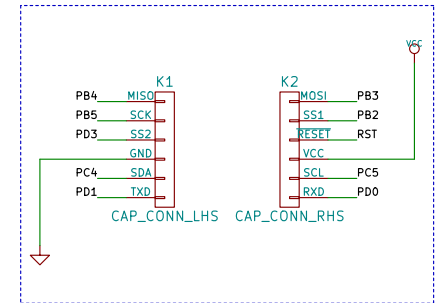 VCC
K1 K2
PB4 MISO MOSI PB3
PB5 SCK SS1 PB2
PD3 SS2 RESET RST
GND VCC
PC4 SDA SCL PC5
PD1 TXD RXD PD0
CAP_CONN_LHS CAP_CONN_RHS